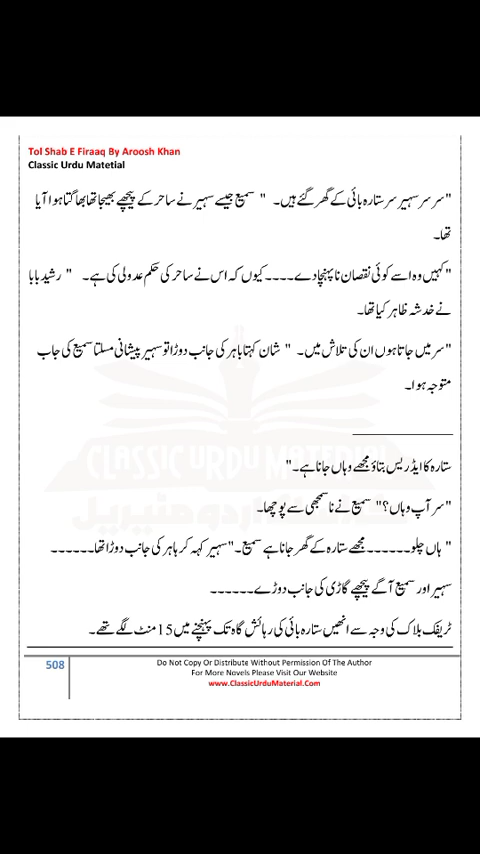 Tol Shab E Firaaq By Aroosh Khan
Classic Urdu Matetial
"سر سر سہیر سر ستارہ بائی کے گھر گئے ہیں۔ " سمیع جیسے سہیر نے ساحر کے پیچھے بھیجا تھا بھاگتا ہوا آیا
تھا۔
"کہیں وہ اسے کوئی نقصان نا پہنچا دے۔۔۔۔ کیوں کہ اس نے ساحر کی حکم عدولی کی ہے۔ " رشید بابا
نے خدشہ ظاہر کیا تھا۔
"سر میں جاتا ہوں ان کی تلاش میں۔ " شان کہتا باہر کی جانب دوڑا تو سہیر پیشانی مسلتا سمیع کی جاب
متوجہ ہوا۔
CLASSIC URDU MATERIAL
ستارہ کا ایڈریس بتاؤ مجھے وہاں جانا ہے۔"
"سر آپ وہاں؟" سمیع نے ناسمجھی سے پوچھا۔
" ہاں چلو۔۔۔۔۔۔ مجھے ستارہ کے گھر جانا ہے سمیع۔" سہیر کہہ کر باہر کی جانب دوڑا تھا۔۔۔۔۔۔
سہیر اور سمیع آگے پیچھے گاڑی کی جانب دوڑے۔۔۔۔۔۔
ٹریفک بلاک کی وجہ سے انھیں ستارہ بائی کی رہائش گاہ تک پہنچنے میں 15 منٹ لگے تھے۔
508
Do Not Copy Or Distribute Without Permission Of The Author
For More Novels Please Visit Our Website
www.ClassicUrduMaterial.Com